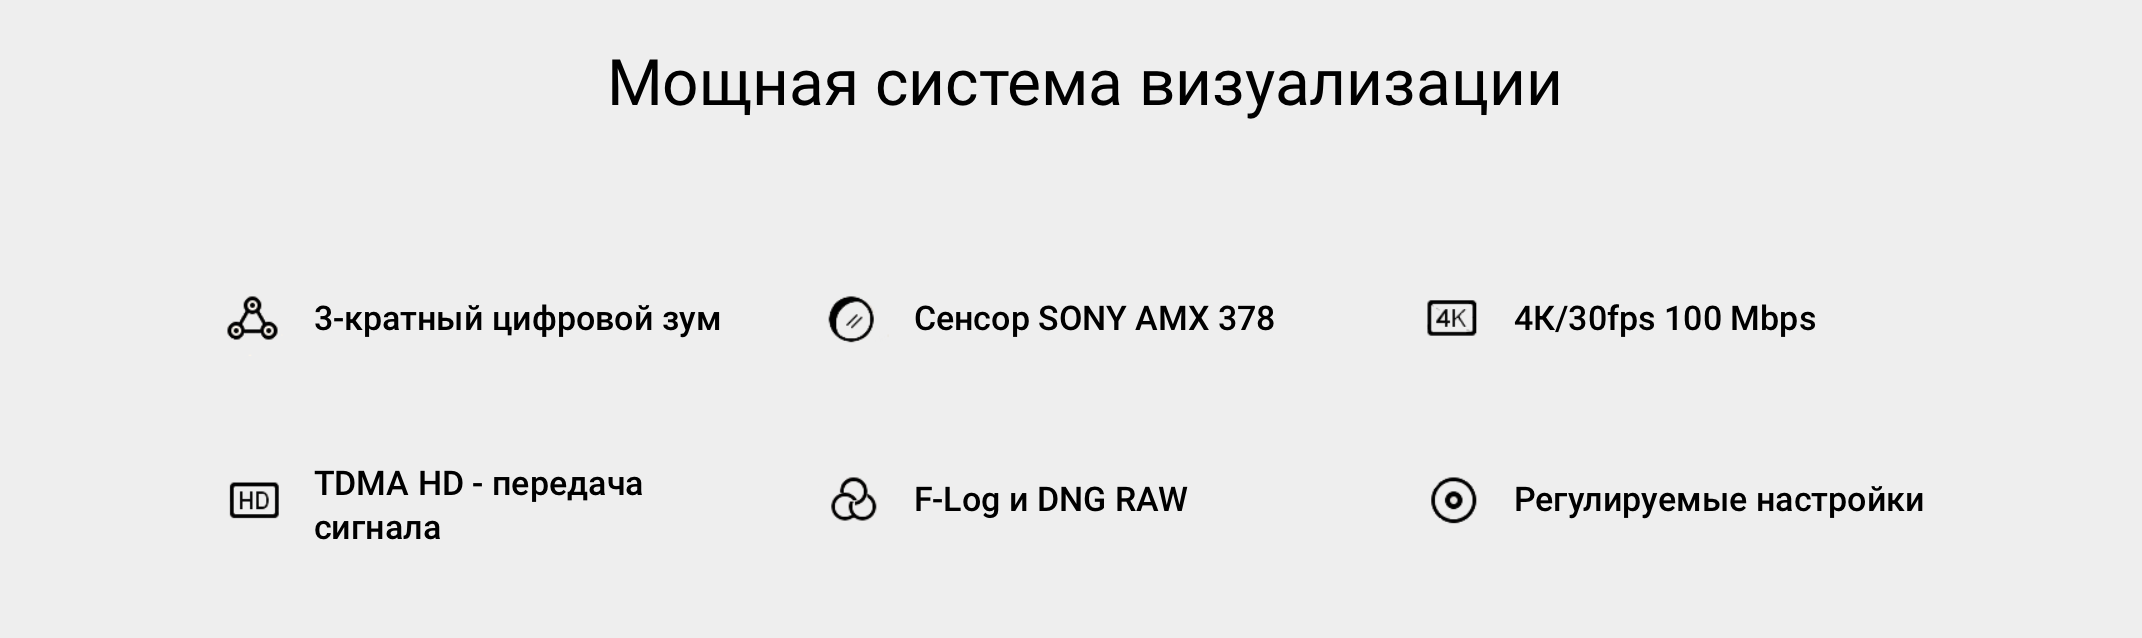 Мощная система визуализации
3-кратный цифровой зум
Сенсор SONY AMX 378
4K
4K/30fps 100 Mbps
HD
TDMA HD - передача
сигнала
F-Log и DNG RAW
Регулируемые настройки